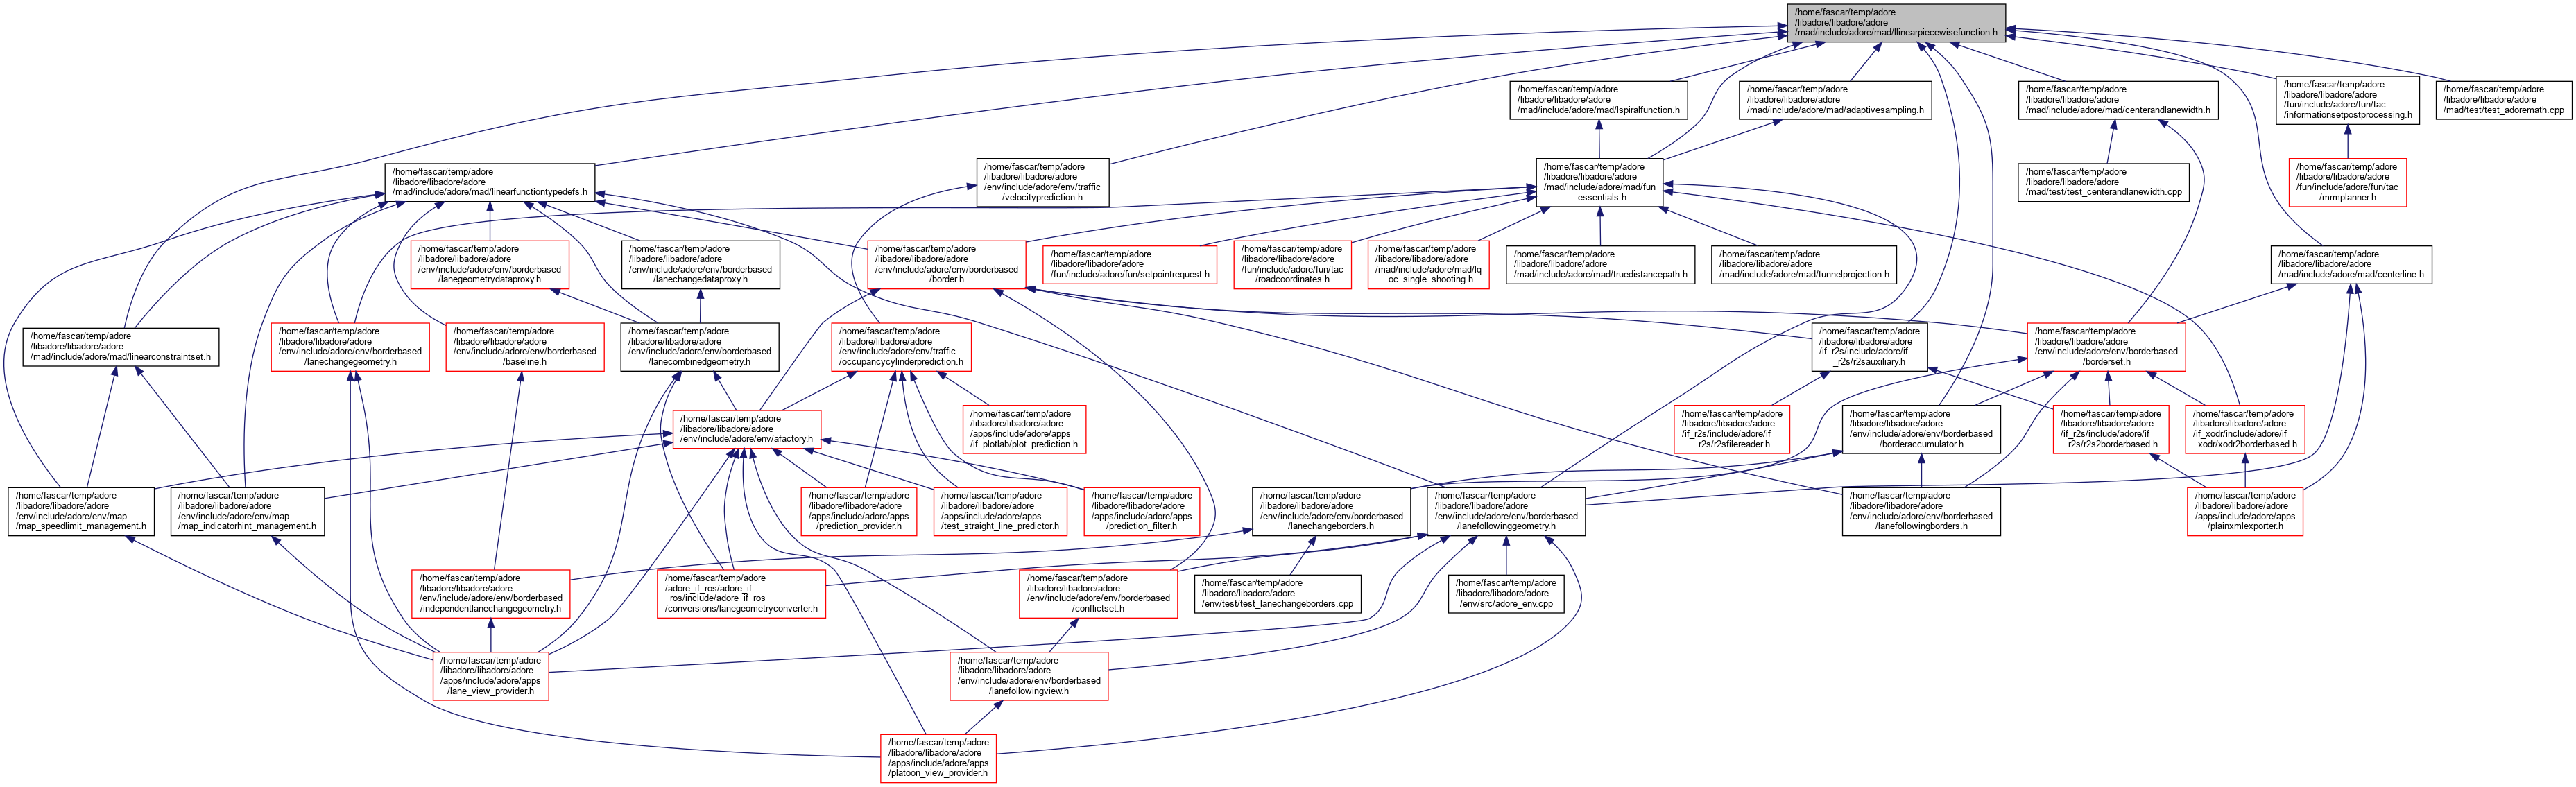 /home/fascar/temp/adore
/libadore/libadore/adore
/mad/include/adore/mad/llinearpiecewisefunction.h
/home/fascar/temp/adore
/libadore/libadore/adore
/mad/include/adore/mad/lspiralfunction.h
/home/fascar/temp/adore
/libadore/libadore/adore
/mad/include/adore/mad/adaptivesampling.h
/home/fascar/temp/adore
/libadore/libadore/adore
/mad/include/adore/mad/centerandlanewidth.h
/home/fascar/temp/adore
/libadore/libadore/adore
/fun/include/adore/fun/tac
/informationsetpostprocessing.h
/home/fascar/temp/adore
/libadore/libadore/adore
/mad/test/test_adoremath.cpp
/home/fascar/temp/adore
/libadore/libadore/adore
/mad/include/adore/mad/linearfunctiontypedefs.h
/home/fascar/temp/adore
/libadore/libadore/adore
/env/include/adore/env/traffic
/velocityprediction.h
/home/fascar/temp/adore
/libadore/libadore/adore
/mad/include/adore/mad/fun
_essentials.h
/home/fascar/temp/adore
/libadore/libadore/adore
/mad/test/test_centerandlanewidth.cpp
/home/fascar/temp/adore
/libadore/libadore/adore
/fun/include/adore/fun/tac
/mrmplanner.h
/home/fascar/temp/adore
/libadore/libadore/adore
/env/include/adore/env/borderbased
/lanegeometrydataproxy.h
/home/fascar/temp/adore
/libadore/libadore/adore
/env/include/adore/env/borderbased
/lanechangedataproxy.h
/home/fascar/temp/adore
/libadore/libadore/adore
/env/include/adore/env/borderbased
/border.h
/home/fascar/temp/adore
/libadore/libadore/adore
/fun/include/adore/fun/setpointrequest.h
/home/fascar/temp/adore
/libadore/libadore/adore
/fun/include/adore/fun/tac
/roadcoordinates.h
/home/fascar/temp/adore
/libadore/libadore/adore
/mad/include/adore/mad/lq
_oc_single_shooting.h
/home/fascar/temp/adore
/libadore/libadore/adore
/mad/include/adore/mad/truedistancepath.h
/home/fascar/temp/adore
/libadore/libadore/adore
/mad/include/adore/mad/tunnelprojection.h
/home/fascar/temp/adore
/libadore/libadore/adore
/mad/include/adore/mad/centerline.h
/home/fascar/temp/adore
/libadore/libadore/adore
/mad/include/adore/mad/linearconstraintset.h
/home/fascar/temp/adore
/libadore/libadore/adore
/env/include/adore/env/borderbased
/lanechangegeometry.h
/home/fascar/temp/adore
/libadore/libadore/adore
/env/include/adore/env/borderbased
/baseline.h
/home/fascar/temp/adore
/libadore/libadore/adore
/env/include/adore/env/borderbased
/lanecombinedgeometry.h
/home/fascar/temp/adore
/libadore/libadore/adore
/env/include/adore/env/traffic
/occupancycylinderprediction.h
/home/fascar/temp/adore
/libadore/libadore/adore
/if_r2s/include/adore/if
_r2s/r2sauxiliary.h
/home/fascar/temp/adore
/libadore/libadore/adore
/env/include/adore/env/borderbased
/borderset.h
/home/fascar/temp/adore
/libadore/libadore/adore
/env/include/adore/env/afactory.h
/home/fascar/temp/adore
/libadore/libadore/adore
/apps/include/adore/apps
/if_plotlab/plot_prediction.h
/home/fascar/temp/adore
/libadore/libadore/adore
/if_r2s/include/adore/if
_r2s/r2sfilereader.h
/home/fascar/temp/adore
/libadore/libadore/adore
/env/include/adore/env/borderbased
/borderaccumulator.h
/home/fascar/temp/adore
/libadore/libadore/adore
/if_r2s/include/adore/if
_r2s/r2s2borderbased.h
/home/fascar/temp/adore
/libadore/libadore/adore
/if_xodr/include/adore/if
_xodr/xodr2borderbased.h
/home/fascar/temp/adore
/libadore/libadore/adore
/env/include/adore/env/map
/map_speedlimit_management.h
/home/fascar/temp/adore
/libadore/libadore/adore
/env/include/adore/env/map
/map_indicatorhint_management.h
/home/fascar/temp/adore
/libadore/libadore/adore
/apps/include/adore/apps
/prediction_provider.h
/home/fascar/temp/adore
/libadore/libadore/adore
/apps/include/adore/apps
/test_straight_line_predictor.h
/home/fascar/temp/adore
/libadore/libadore/adore
/apps/include/adore/apps
/prediction_filter.h
/home/fascar/temp/adore
/libadore/libadore/adore
/env/include/adore/env/borderbased
/lanechangeborders.h
/home/fascar/temp/adore
/libadore/libadore/adore
/env/include/adore/env/borderbased
/lanefollowinggeometry.h
/home/fascar/temp/adore
/libadore/libadore/adore
/env/include/adore/env/borderbased
/lanefollowingborders.h
/home/fascar/temp/adore
/libadore/libadore/adore
/apps/include/adore/apps
/plainxmlexporter.h
/home/fascar/temp/adore
/libadore/libadore/adore
/env/include/adore/env/borderbased
/independentlanechangegeometry.h
/home/fascar/temp/adore
/adore_if_ros/adore_if
_ros/include/adore_if_ros
/conversions/lanegeometryconverter.h
/home/fascar/temp/adore
/libadore/libadore/adore
/env/include/adore/env/borderbased
/conflictset.h
/home/fascar/temp/adore
/libadore/libadore/adore
/env/test/test_lanechangeborders.cpp
/home/fascar/temp/adore
/libadore/libadore/adore
/env/src/adore_env.cpp
/home/fascar/temp/adore
/libadore/libadore/adore
/apps/include/adore/apps
/lane_view_provider.h
/home/fascar/temp/adore
/libadore/libadore/adore
/env/include/adore/env/borderbased
/lanefollowingview.h
/home/fascar/temp/adore
/libadore/libadore/adore
/apps/include/adore/apps
/platoon_view_provider.h